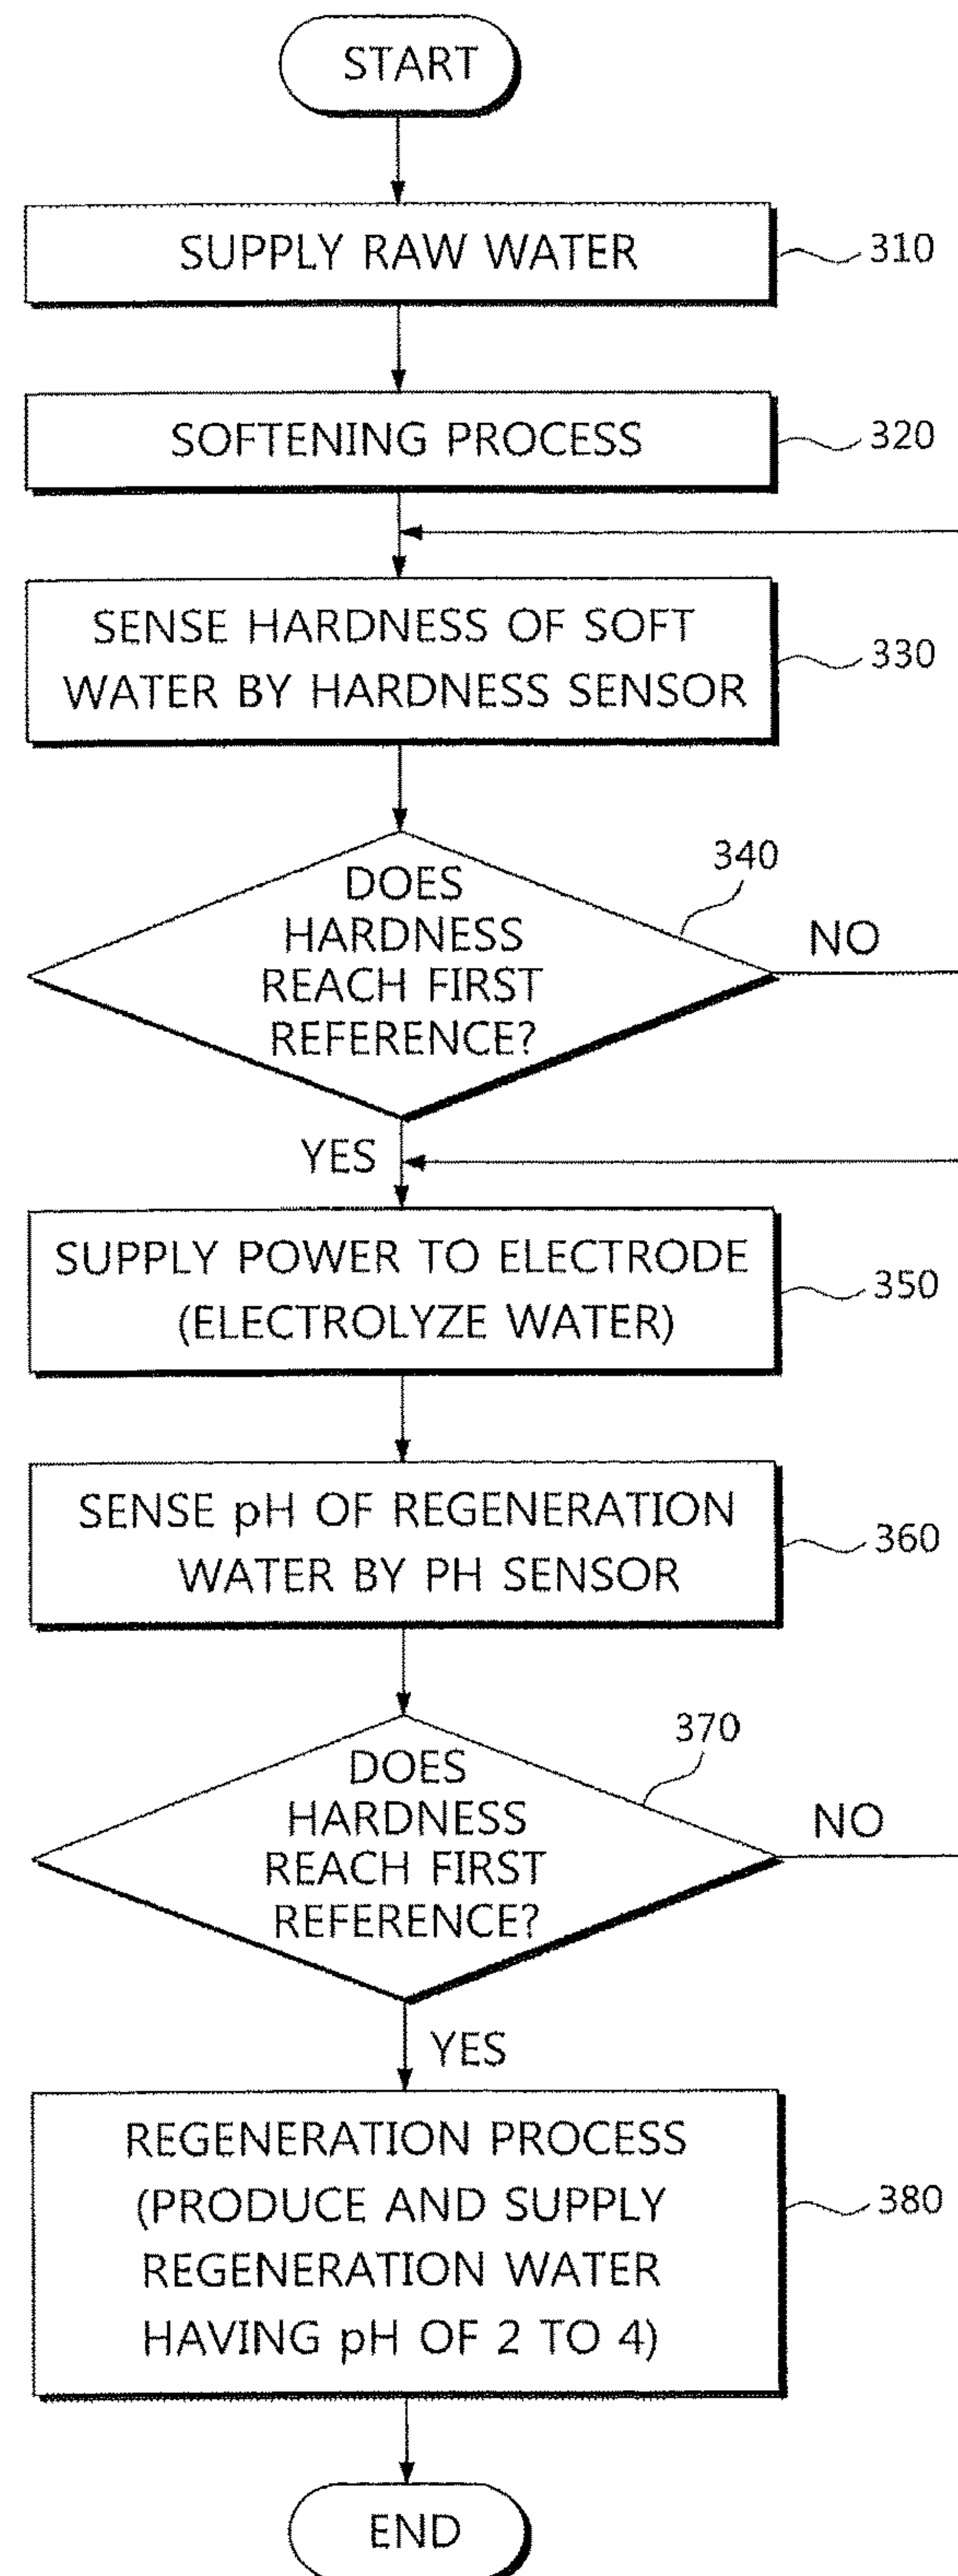 START
SUPPLY RAW WATER
310
SOFTENING PROCESS
320
SENSE HARDNESS OF SOFT
WATER BY HARDNESS SENSOR
330
340
DOES
HARDNESS
REACH FIRST
REFERENCE?
NO
YES
SUPPLY POWER TO ELECTRODE
(ELECTROLYZE WATER)
350
SENSE pH OF REGENERATION
WATER BY PH SENSOR
360
370
DOES
HARDNESS
REACH FIRST
REFERENCE?
NO
YES
REGENERATION PROCESS
(PRODUCE AND SUPPLY
REGENERATION WATER
HAVING pH OF 2 TO 4)
380
END